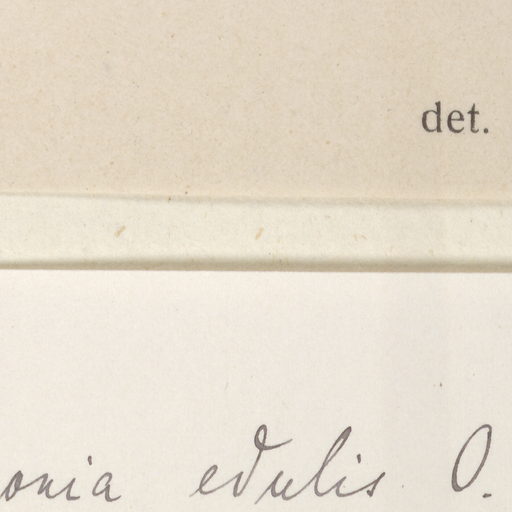 det.
onia edulis O.